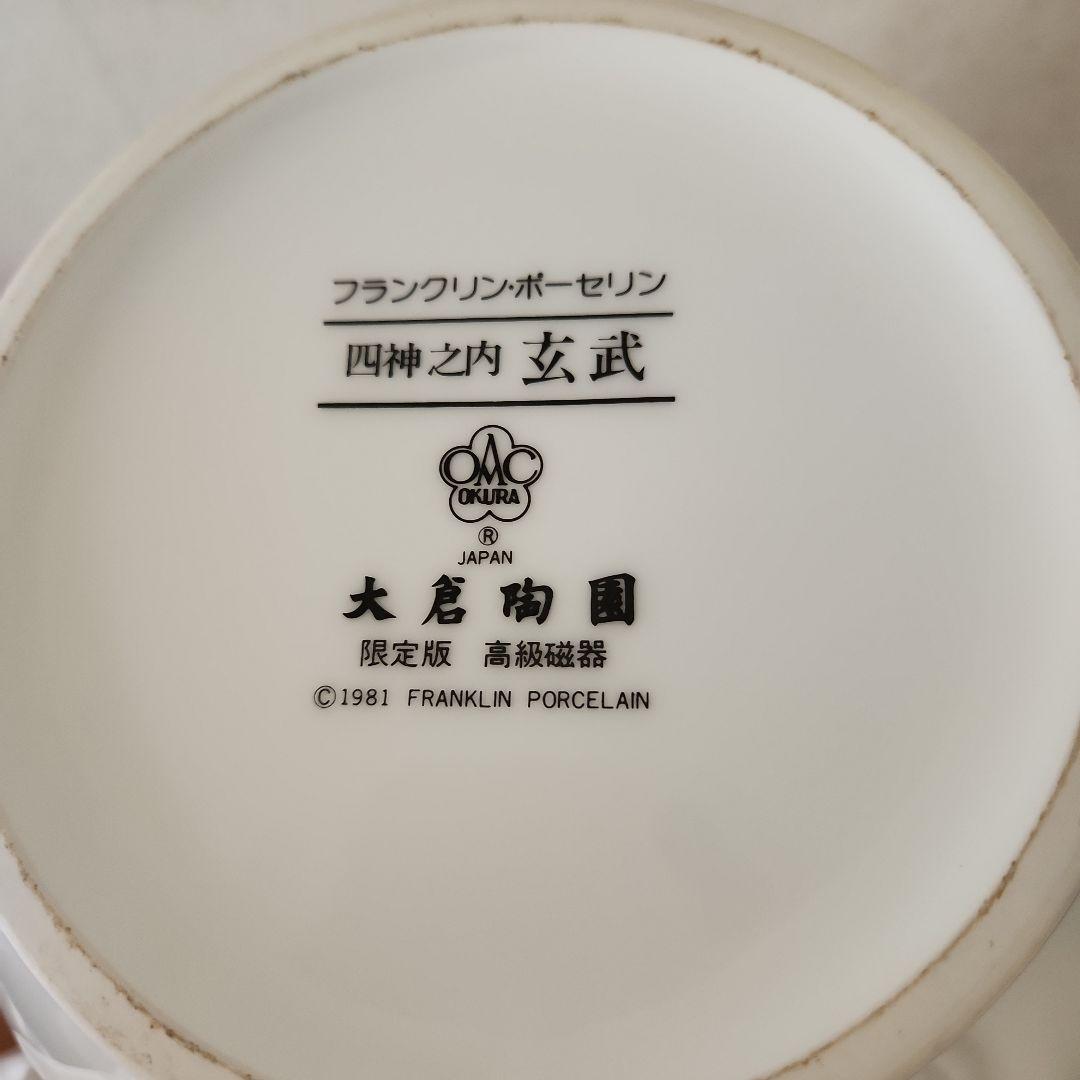 フランクリン・ポーセリン
四神之内 玄武
OAC
OKURA
®
JAPAN
大倉陶園
限定版 高級磁器
©1981 FRANKLIN PORCELAIN